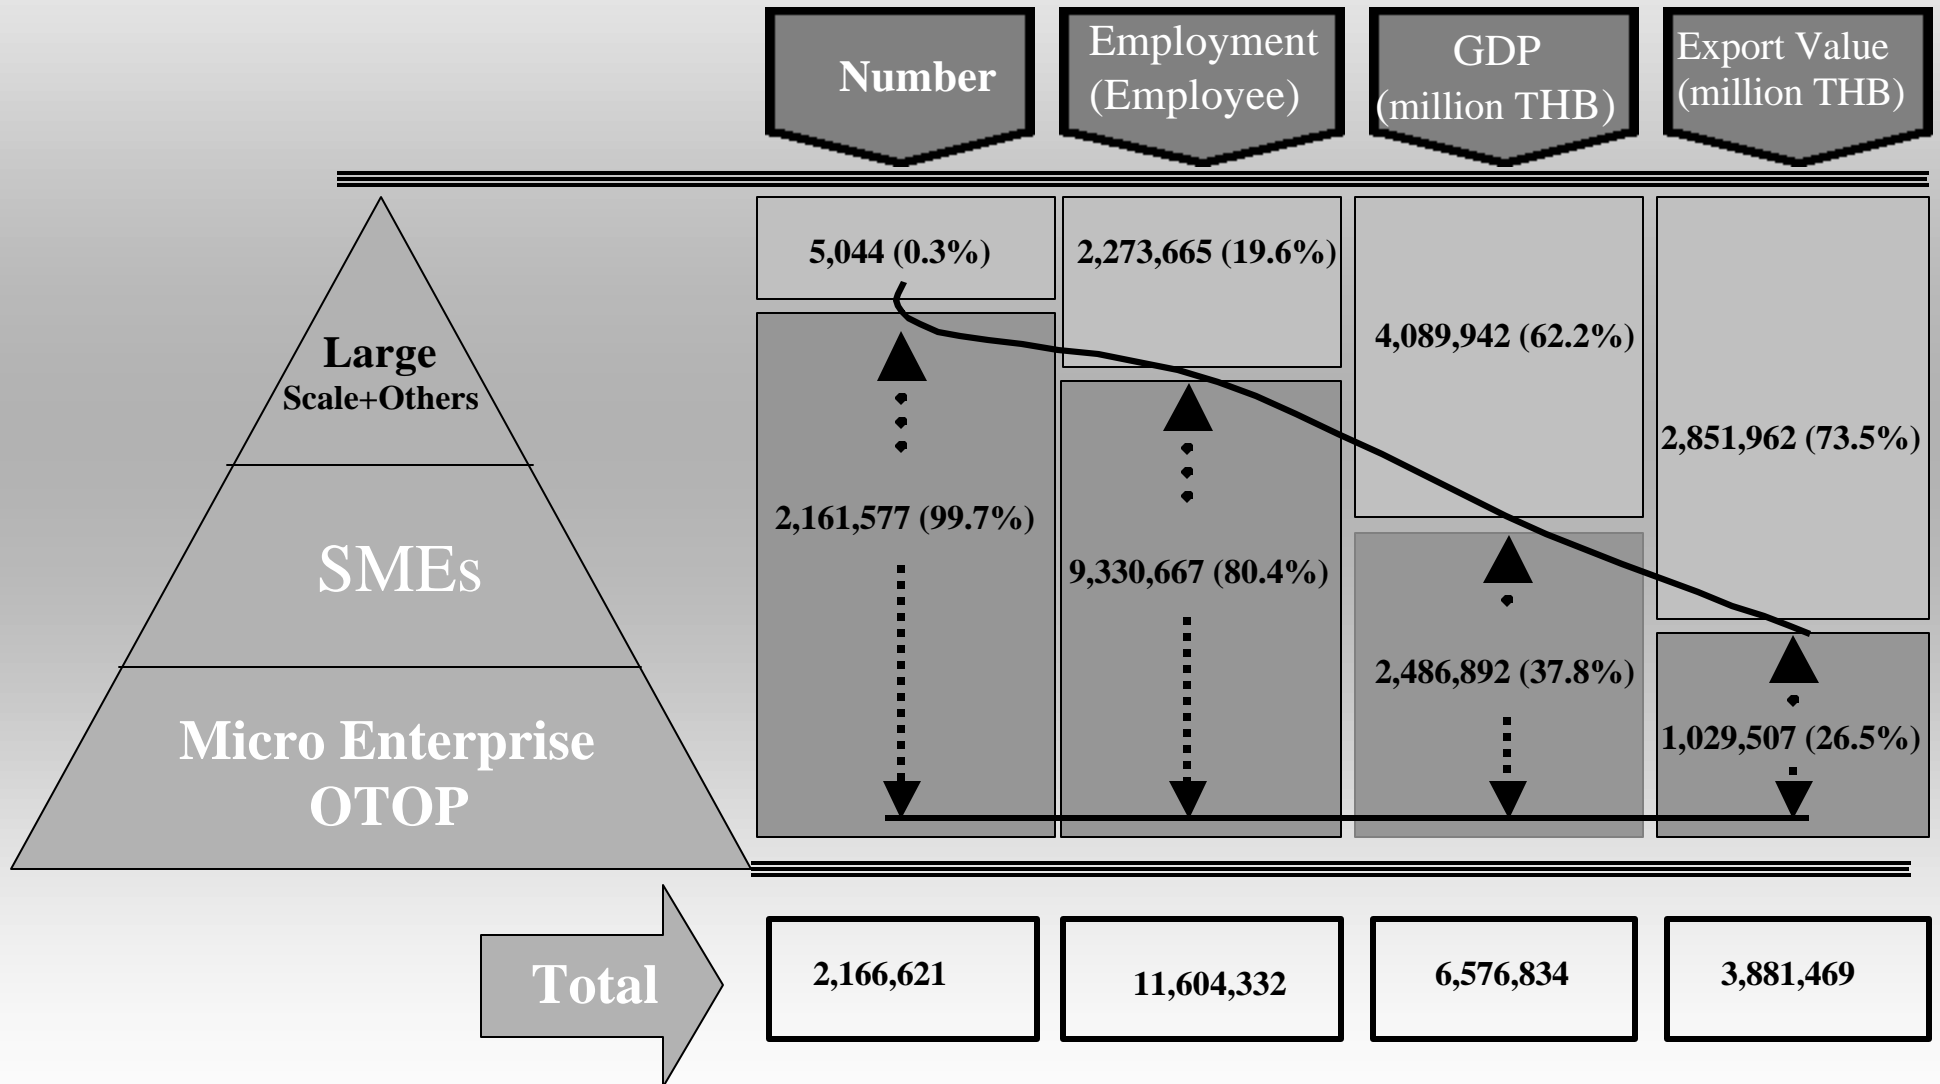 Number
Employment
(Employee)
GDP
(million THB)
Export Value
(million THB)
Large
Scale+Others
SMEs
Micro Enterprise
OTOP
5,044 (0.3%)
2,273,665 (19.6%)
4,089,942 (62.2%)
2,851,962 (73.5%)
2,161,577 (99.7%)
9,330,667 (80.4%)
2,486,892 (37.8%)
1,029,507 (26.5%)
Total
2,166,621
11,604,332
6,576,834
3,881,469